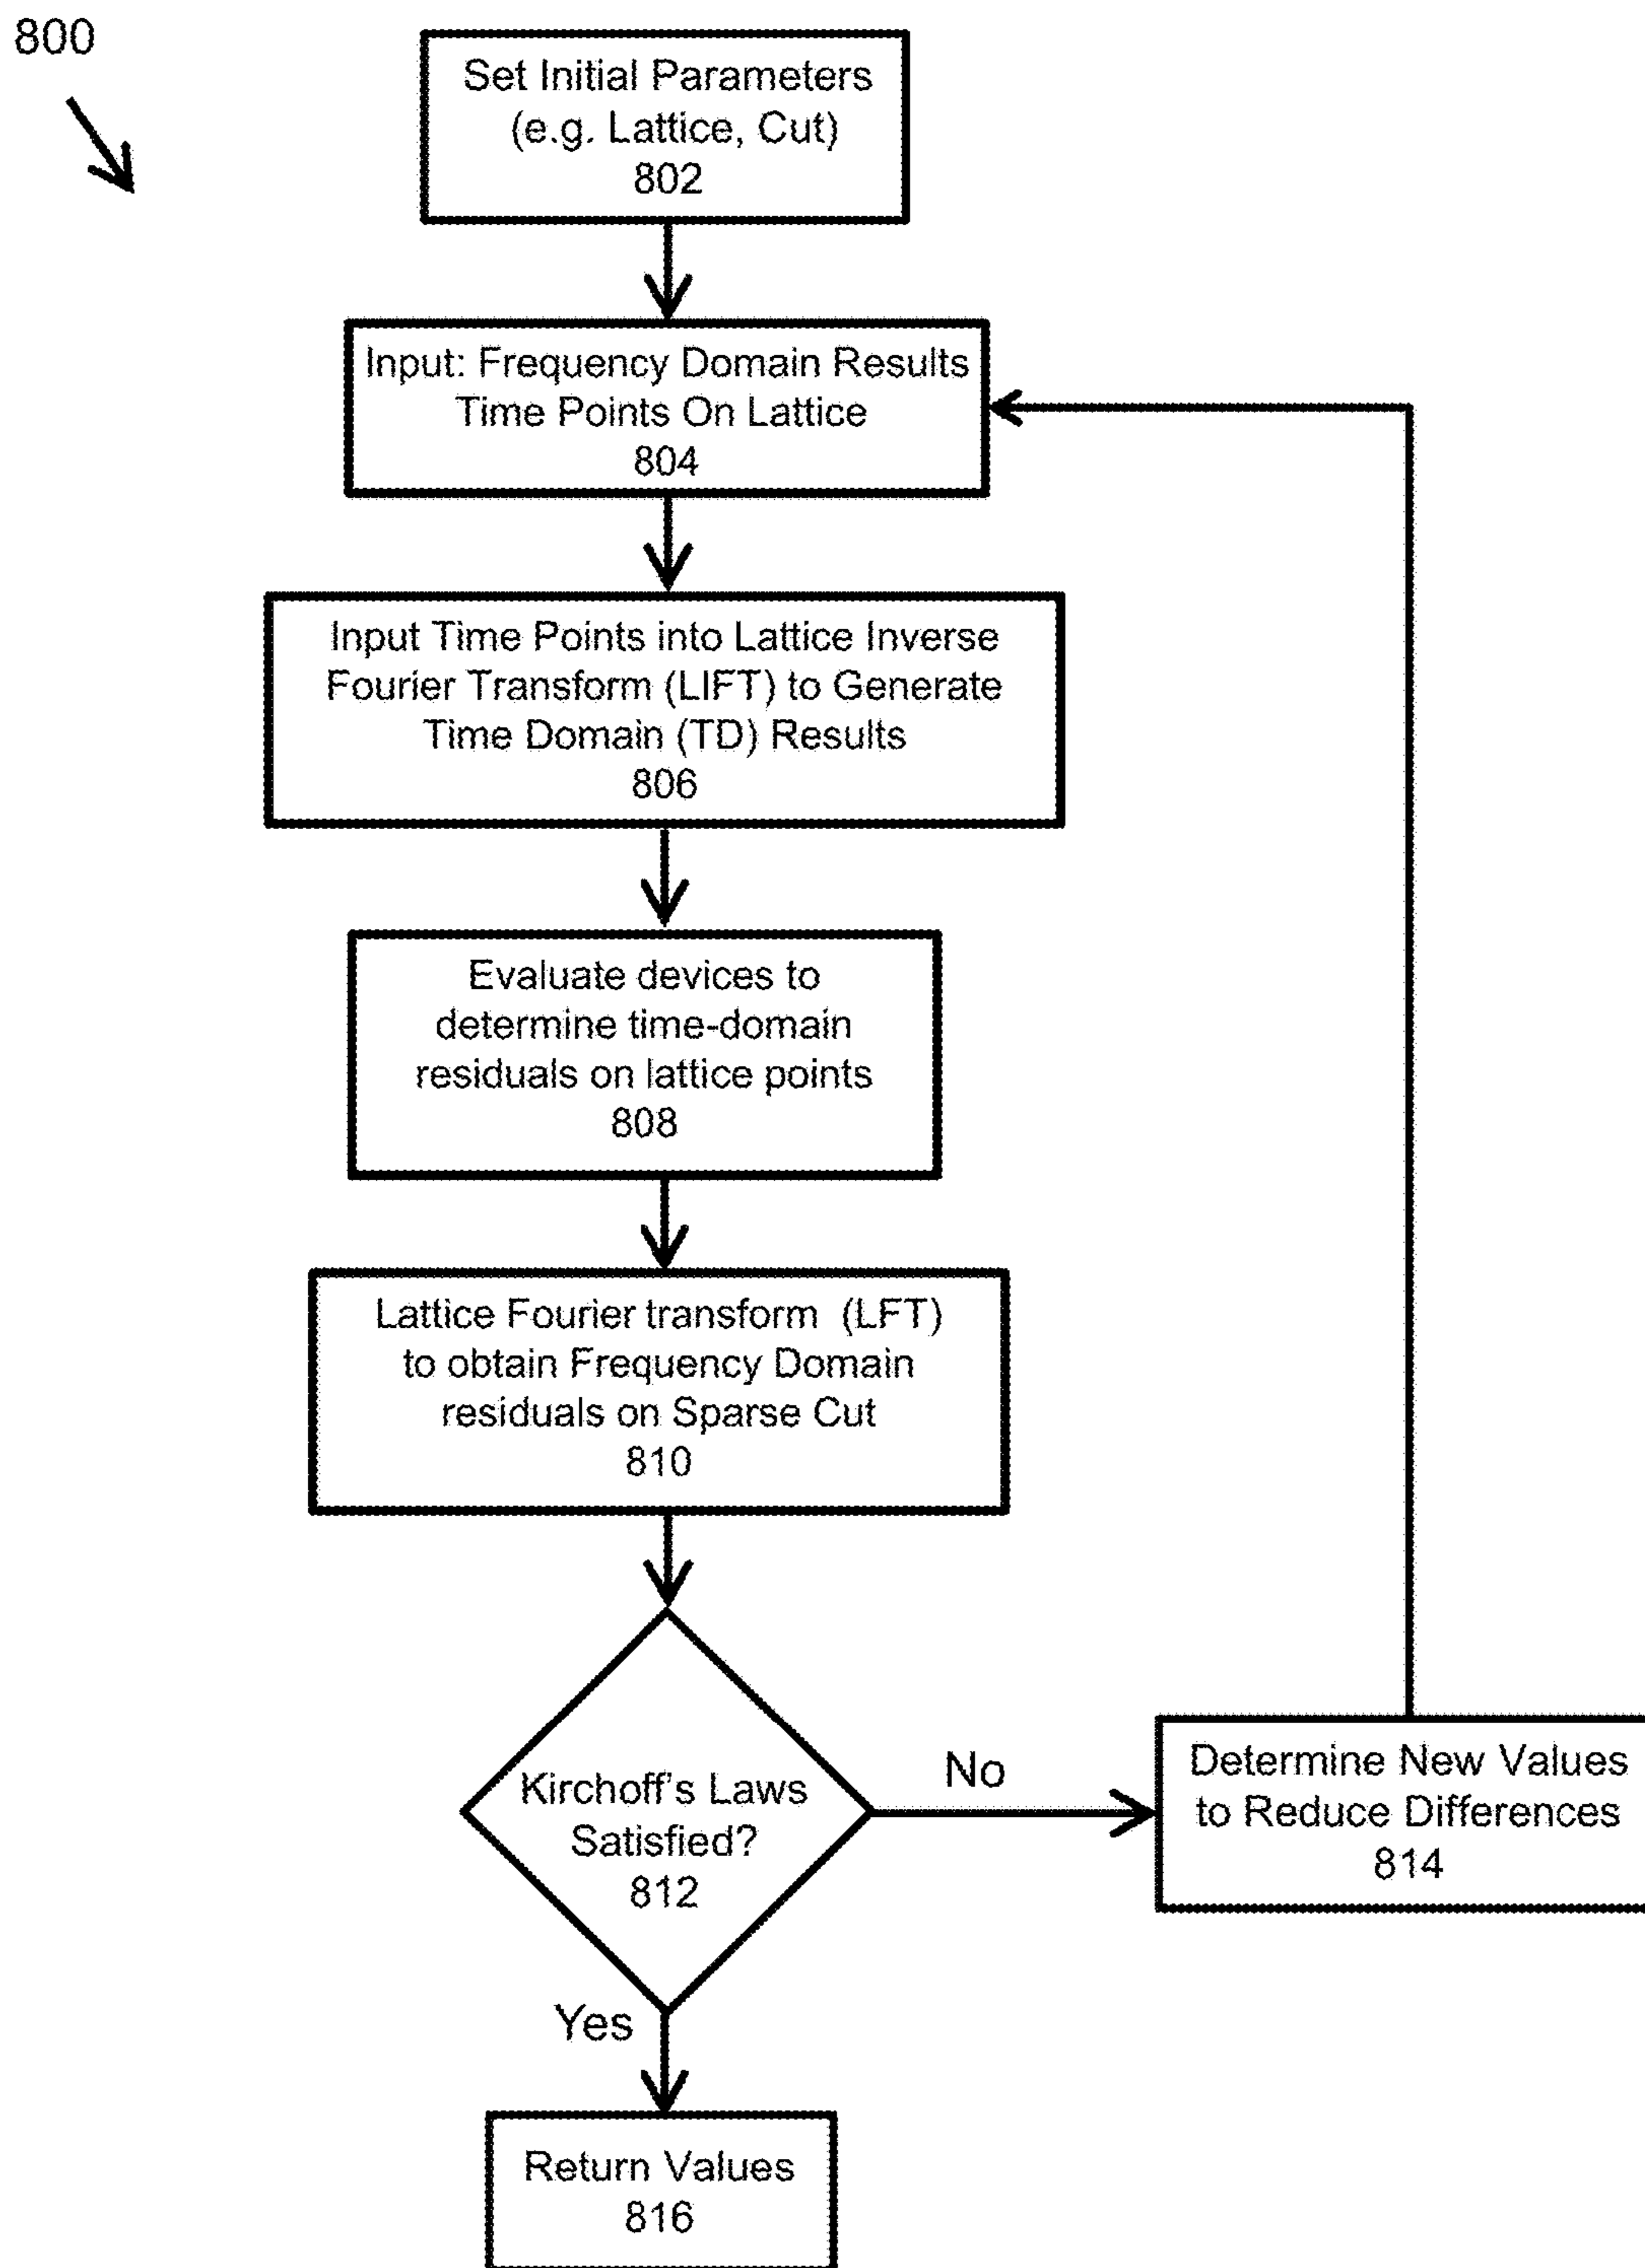 800
Set Initial Parameters
(e.g. Lattice, Cut)
802
Input: Frequency Domain Results
Time Points On Lattice
804
Input Time Points into Lattice Inverse
Fourier Transform (LIFT) to Generate
Time Domain (TD) Results
806
Evaluate devices to
determine time-domain
residuals on lattice points
808
Lattice Fourier transform (LFT)
to obtain Frequency Domain
residuals on Sparse Cut
810
Kirchoff's Laws
Satisfied?
812
No
Determine New Values
to Reduce Differences
814
Yes
Return Values
816